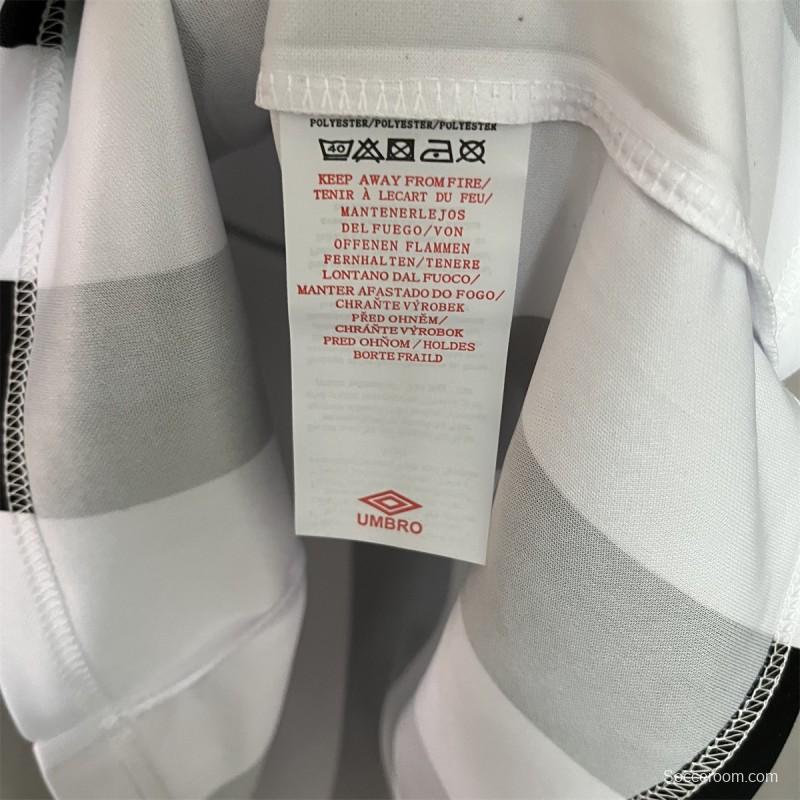 POLYESTER/POLYESTER/POLYESTER
40
KEEP AWAY FROM FIRE/
TENIR À LECART DU FEU/
MANTENERLEJOS
DEL FUEGO/VON
OFFENEN FLAMMEN
FERNHALTEN/TENERE
LONTANO DAL FUOCO/
MANTER AFASTADO DO FOGO/
CHRAŇTE VÝROBEK
PŘED OHNĚM/
CHRÁŇTE VÝROBOK
PRED OHŇOM/HOLDES
BORTE FRAILD
UMBRO
Socceroom.com